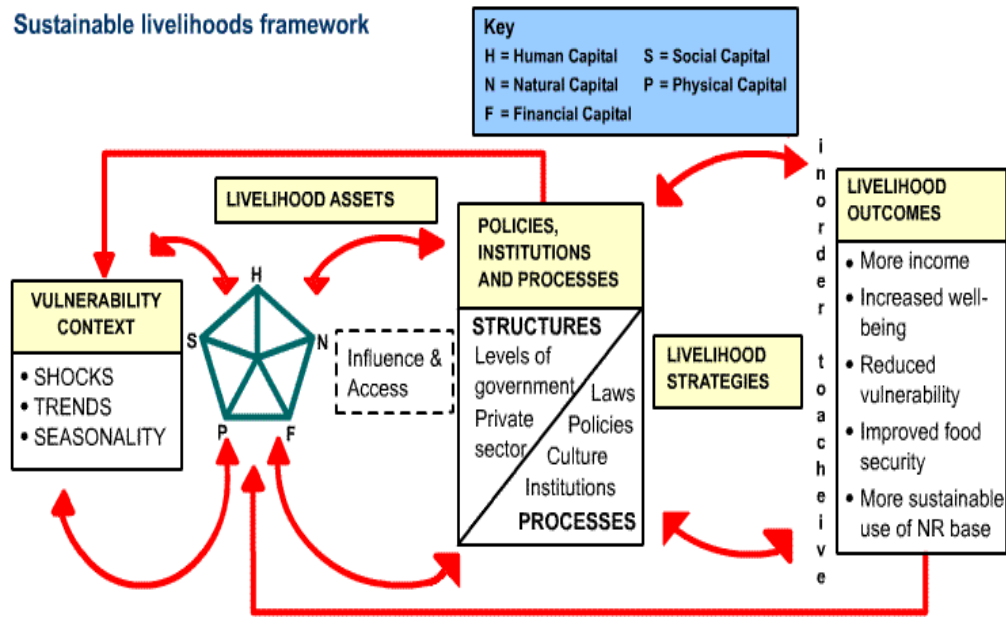 Sustainable livelihoods framework
Key
H = Human Capital S = Social Capital
N = Natural Capital P = Physical Capital
F = Financial Capital
LIVELIHOOD ASSETS
VULNERABILITY
CONTEXT
• SHOCKS
• TRENDS
• SEASONALITY
H
S
N
P
F
Influence &
Access
POLICIES,
INSTITUTIONS
AND PROCESSES
STRUCTURES
Levels of
government
Private
sector
Laws
Policies
Culture
Institutions
PROCESSES
LIVELIHOOD
STRATEGIES
inorder toacheive
LIVELIHOOD
OUTCOMES
• More income
• Increased well-
being
• Reduced
vulnerability
• Improved food
security
• More sustainable
use of NR base